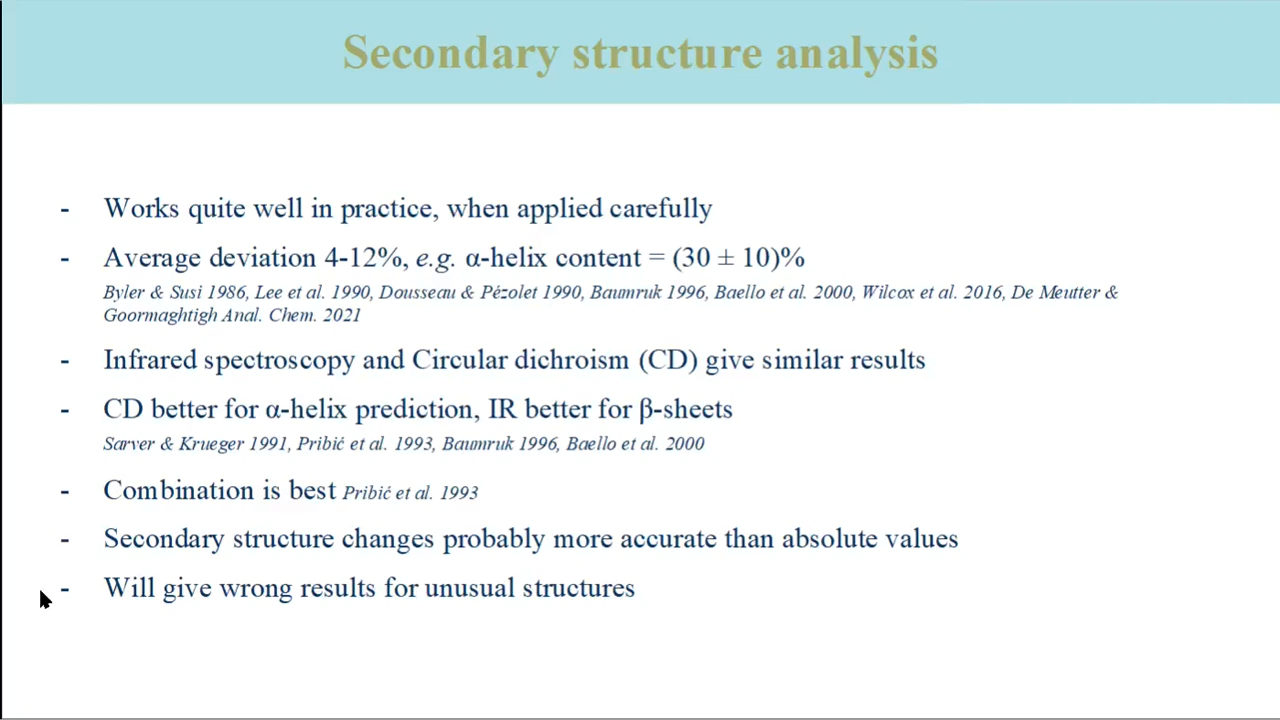 Secondary structure analysis
- Works quite well in practice, when applied carefully
- Average deviation 4-12%, e.g. α-helix content = (30 ± 10)%
Byler & Susi 1986, Lee et al. 1990, Dousseau & Pézolet 1990, Baumruk 1996, Baello et al. 2000, Wilcox et al. 2016, De Meutter &
Goormaghtigh Anal. Chem. 2021
- Infrared spectroscopy and Circular dichroism (CD) give similar results
- CD better for α-helix prediction, IR better for β-sheets
Sarver & Krueger 1991, Pribić et al. 1993, Baumruk 1996, Baello et al. 2000
- Combination is best Pribić et al. 1993
- Secondary structure changes probably more accurate than absolute values
- Will give wrong results for unusual structures